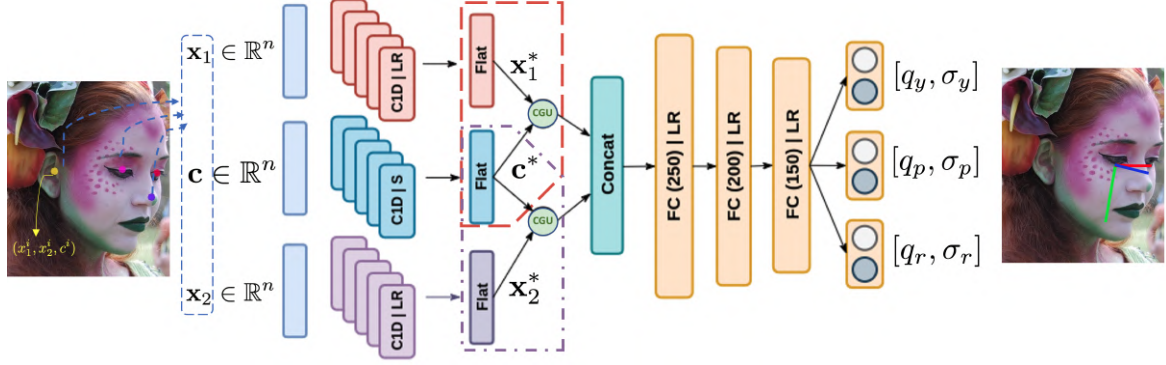 x₁ ∈ ℝⁿ
c ∈ ℝⁿ
x₂ ∈ ℝⁿ
(x₁ⁱ, x₂ⁱ, cⁱ)
C1D | LR
C1D | S
C1D | LR
Flat
Flat
Flat
x₁*
c*
x₂*
CGU
CGU
Concat
FC (250) | LR
FC (200) | LR
FC (150) | LR
[q_y, σ_y]
[q_p, σ_p]
[q_r, σ_r]